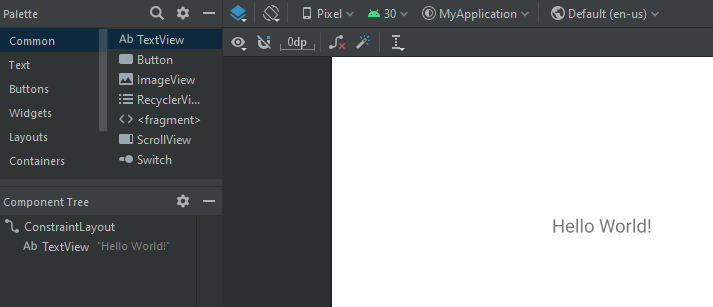 Palette
Common
Text
Buttons
Widgets
Layouts
Containers
Ab TextView
Button
ImageView
RecyclerVi...
<fragment>
ScrollView
Switch
Component Tree
ConstraintLayout
Ab TextView "Hello World!"
Pixel 30 MyApplication Default (en-us)
0dp
Hello World!